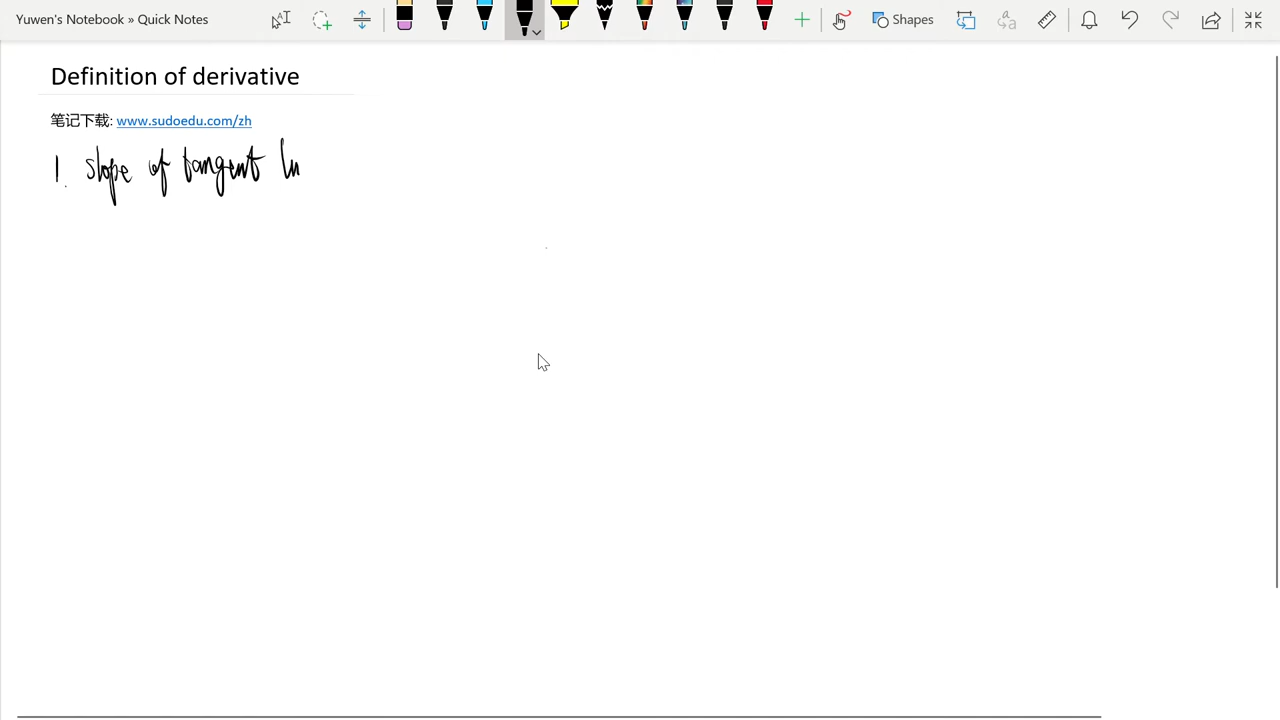 Yuwen's Notebook » Quick Notes
Shapes
Definition of derivative
笔记下载: www.sudoedu.com/zh
1. slope of tangent lin